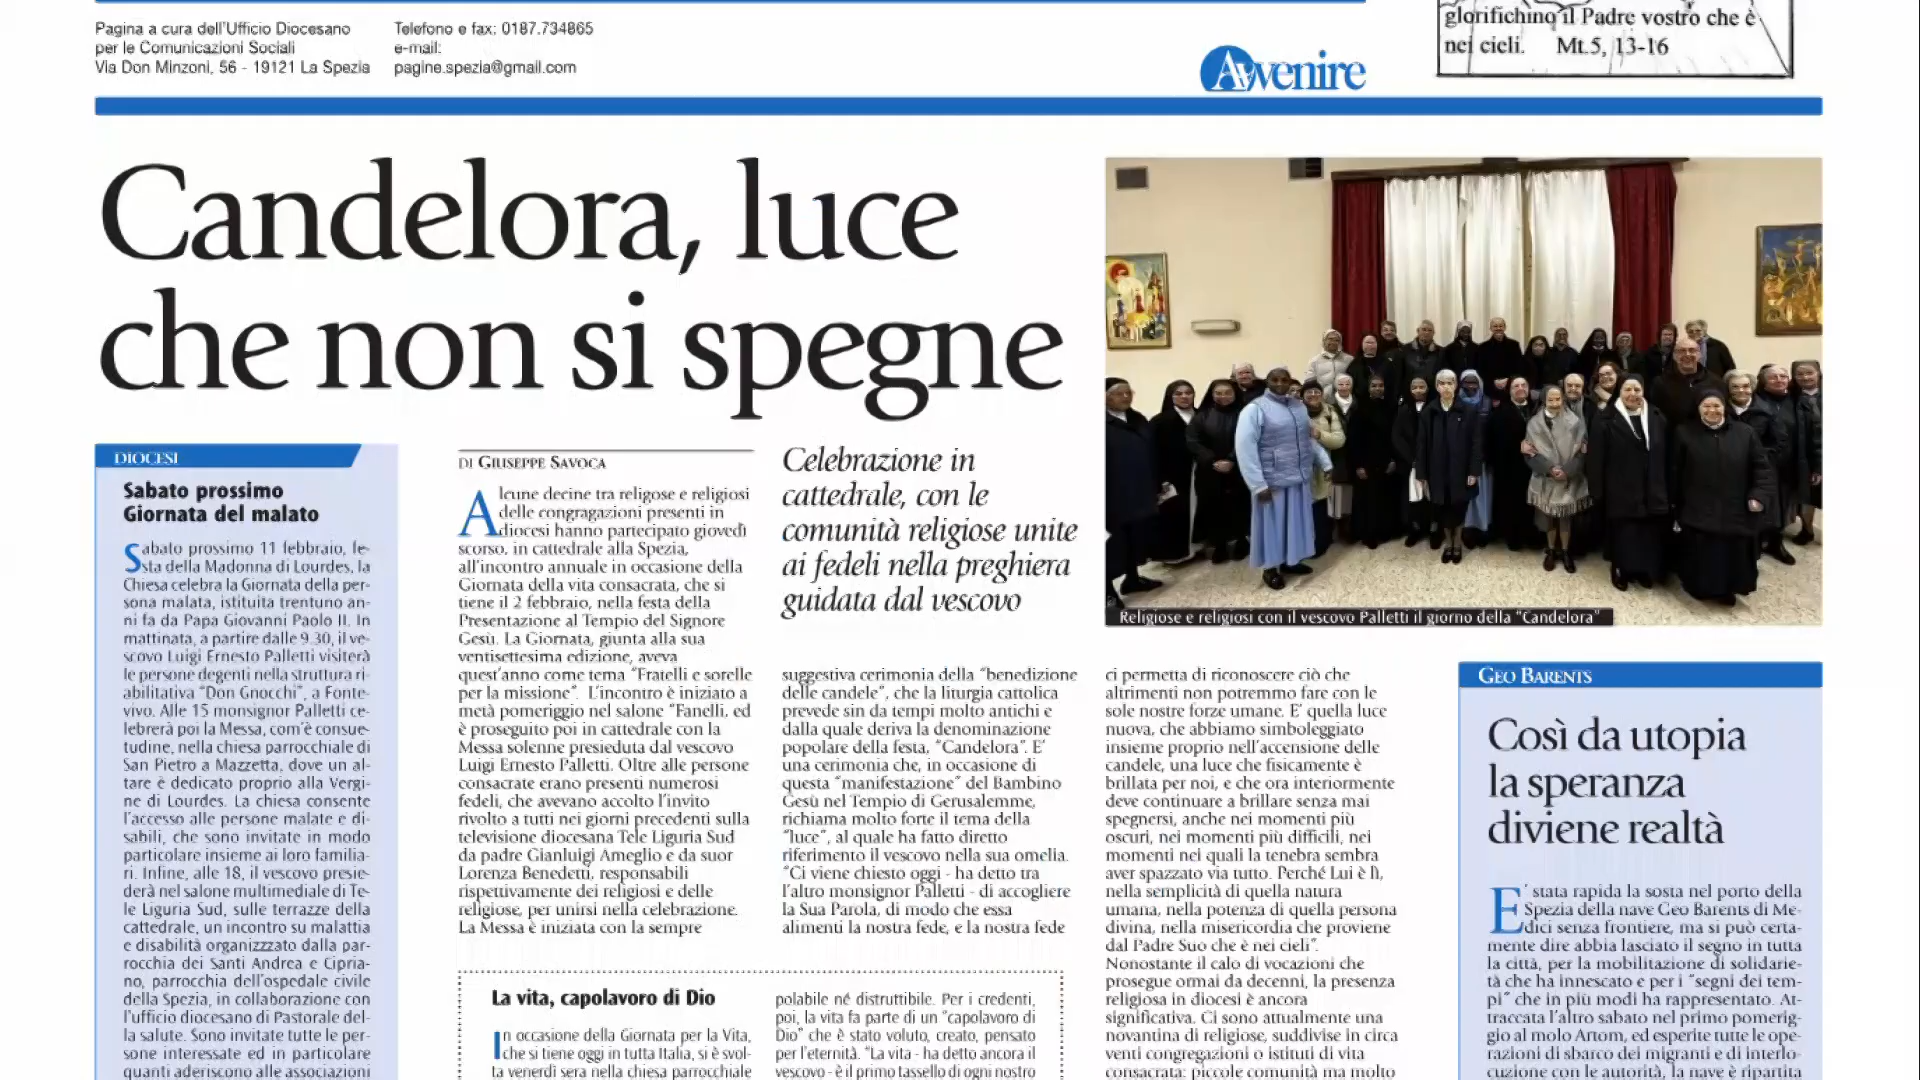 Pagina a cura dell'Ufficio Diocesano
per le Comunicazioni Sociali
Via Don Minzoni, 56 - 19121 La Spezia
Telefono e fax: 0187.734865
e-mail:
pagine.spezia@gmail.com
Avvenire
glorifichino il Padre vostro che è
nei cieli. Mt.5, 13-16
Candelora, luce
che non si spegne
Religiose e religiosi con il vescovo Palletti il giorno della "Candelora"
DIOCESI
Sabato prossimo
Giornata del malato
Sabato prossimo 11 febbraio, fe-
sta della Madonna di Lourdes, la
Chiesa celebra la Giornata della per-
sona malata, istituita trentuno an-
ni fa da Papa Giovanni Paolo II. In
mattinata, a partire dalle 9.30, il ve-
scovo Luigi Ernesto Palletti visiterà
le persone degenti nella struttura ri-
abilitativa "Don Gnocchi", a Fonte-
vivo. Alle 15 monsignor Palletti ce-
lebrerà poi la Messa, com'è consue-
tudine, nella chiesa parrocchiale di
San Pietro a Mazzetta, dove un al-
tare è dedicato proprio alla Vergi-
ne di Lourdes. La chiesa consente
l'accesso alle persone malate e di-
sabili, che sono invitate in modo
particolare insieme ai loro familia-
ri. Infine, alle 18, il vescovo presie-
derà nel salone multimediale di Te-
le Liguria Sud, sulle terrazze della
cattedrale, un incontro su malattia
e disabilità organizzzato dalla par-
rocchia dei Santi Andrea e Cipria-
no, parrocchia dell'ospedale civile
della Spezia, in collaborazione con
l'ufficio diocesano di Pastorale del-
la salute. Sono invitate tutte le per-
sone interessate ed in particolare
quanti aderiscono alle associazioni
DI GIUSEPPE SAVOCA
Alcune decine tra religose e religiosi
delle congregazioni presenti in
diocesi hanno partecipato giovedì
scorso, in cattedrale alla Spezia,
all'incontro annuale in occasione della
Giornata della vita consacrata, che si
tiene il 2 febbraio, nella festa della
Presentazione al Tempio del Signore
Gesù. La Giornata, giunta alla sua
ventisettesima edizione, aveva
quest'anno come tema "Fratelli e sorelle
per la missione". L'incontro è iniziato a
metà pomeriggio nel salone "Fanelli, ed
è proseguito poi in cattedrale con la
Messa solenne presieduta dal vescovo
Luigi Ernesto Palletti. Oltre alle persone
consacrate erano presenti numerosi
fedeli, che avevano accolto l'invito
rivolto a tutti nei giorni precedenti sulla
televisione diocesana Tele Liguria Sud
da padre Gianluigi Ameglio e da suor
Lorenza Benedetti, responsabili
rispettivamente dei religiosi e delle
religiose, per unirsi nella celebrazione.
La Messa è iniziata con la sempre
Celebrazione in
cattedrale, con le
comunità religiose unite
ai fedeli nella preghiera
guidata dal vescovo
suggestiva cerimonia della "benedizione
delle candele", che la liturgia cattolica
prevede sin da tempi molto antichi e
dalla quale deriva la denominazione
popolare della festa, "Candelora". E'
una cerimonia che, in occasione di
questa "manifestazione" del Bambino
Gesù nel Tempio di Gerusalemme,
richiama molto forte il tema della
"luce", al quale ha fatto diretto
riferimento il vescovo nella sua omelia.
"Ci viene chiesto oggi - ha detto tra
l'altro monsignor Palletti - di accogliere
la Sua Parola, di modo che essa
alimenti la nostra fede, e la nostra fede
ci permetta di riconoscere ciò che
altrimenti non potremmo fare con le
sole nostre forze umane. E' quella luce
nuova, che abbiamo simboleggiato
insieme proprio nell'accensione delle
candele, una luce che fisicamente è
brillata per noi, e che ora interiormente
deve continuare a brillare senza mai
spegnersi, anche nei momenti più
oscuri, nei momenti più difficili, nei
momenti nei quali la tenebra sembra
aver spazzato via tutto. Perché Lui è lì,
nella semplicità di quella natura
umana, nella potenza di quella persona
divina, nella misericordia che proviene
dal Padre Suo che è nei cieli".
Nonostante il calo di vocazioni che
prosegue ormai da decenni, la presenza
religiosa in diocesi è ancora
significativa. Ci sono attualmente una
novantina di religiose, suddivise in circa
venti congregazioni o istituti di vita
consacrata: piccole comunità ma molto
La vita, capolavoro di Dio
In occasione della Giornata per la Vita,
che si tiene oggi in tutta Italia, si è svol-
ta venerdì sera nella chiesa parrocchiale
polabile né distruttibile. Per i credenti,
poi, la vita fa parte di un "capolavoro di
Dio" che è stato voluto, creato, pensato
per l'eternità. "La vita - ha detto ancora il
vescovo - è il primo tassello di ogni nostro
GEO BARENTS
Così da utopia
la speranza
diviene realtà
E' stata rapida la sosta nel porto della
Spezia della nave Geo Barents di Me-
dici senza frontiere, ma si può certa-
mente dire abbia lasciato il segno in tutta
la città, per la mobilitazione di solidarie-
tà che ha innescato e per i "segni dei tem-
pi" che in più modi ha rappresentato. At-
traccata l'altro sabato nel primo pomerig-
gio al molo Artom, ed esperite tutte le ope-
razioni di sbarco dei migranti e di interlo-
cuzione con le autorità, la nave è ripartita